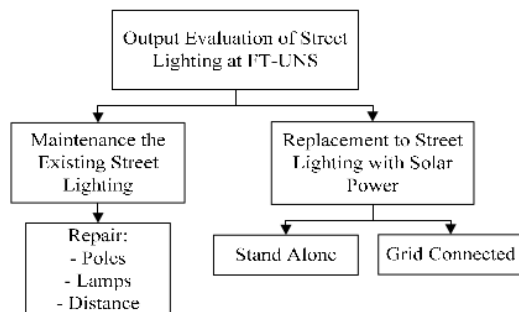 Output Evaluation of Street
Lighting at FT-UNS
Maintenance the
Existing Street
Lighting
Replacement to Street
Lighting with Solar
Power
Repair:
- Poles
- Lamps
- Distance
Stand Alone
Grid Connected